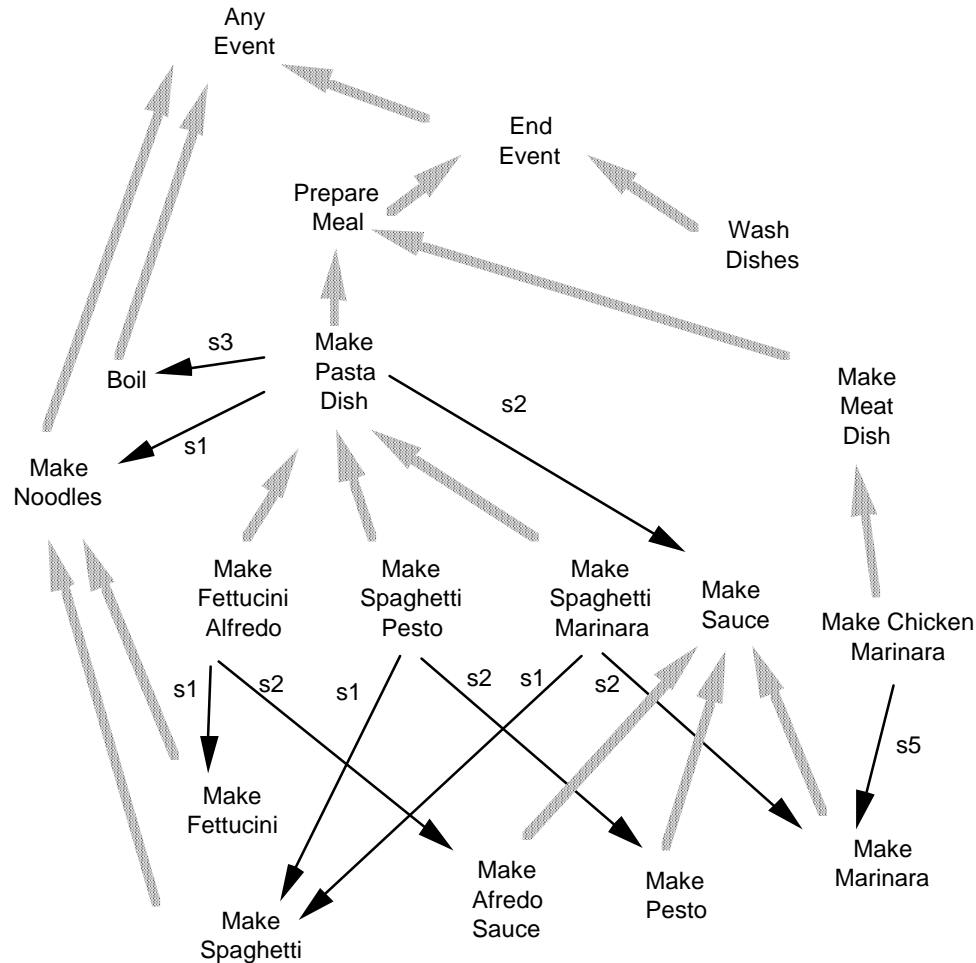 Any
Event
End
Event
Prepare
Meal
Wash
Dishes
s3
Make
Pasta
Dish
Boil
s2
Make
Meat
Dish
s1
Make
Noodles
Make
Fettucini
Alfredo
Make
Spaghetti
Pesto
Make
Spaghetti
Marinara
Make
Sauce
Make Chicken
Marinara
s1
s2
s1
s2
s1
s2
s5
Make
Fettucini
Make
Afredo
Sauce
Make
Pesto
Make
Marinara
Make
Spaghetti